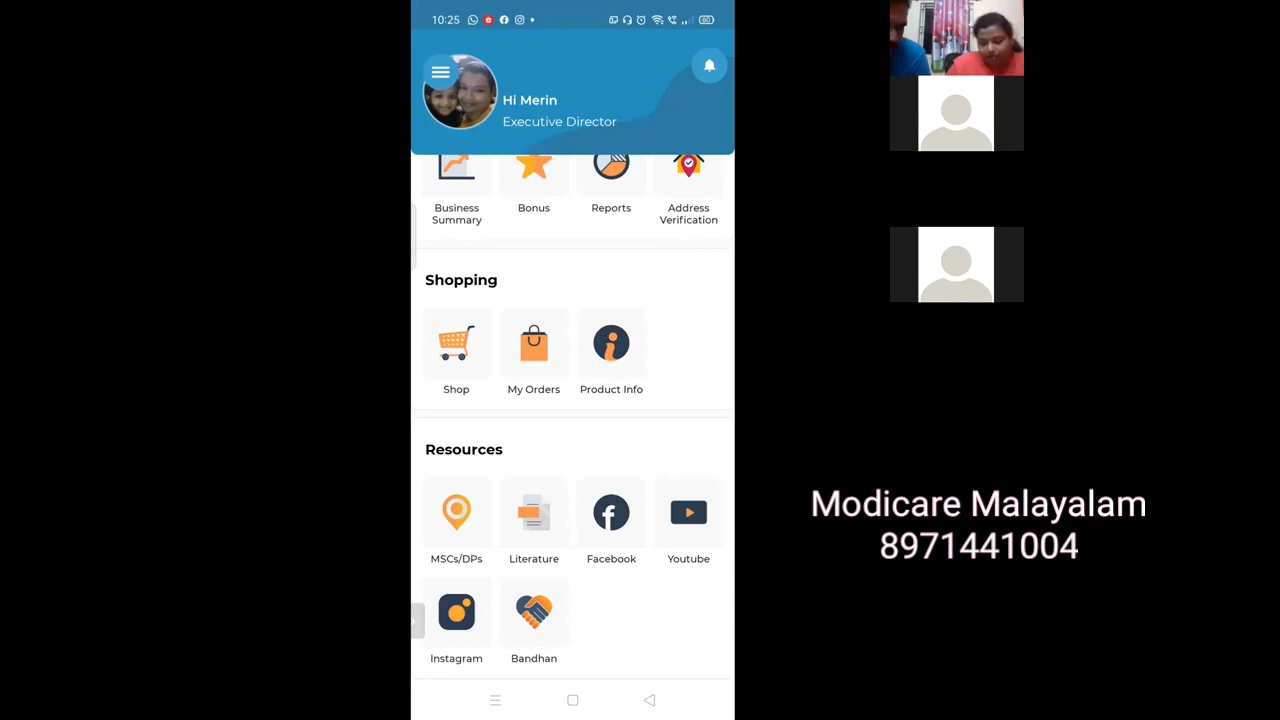 10:25
60
Hi Merin
Executive Director
Business Summary
Bonus
Reports
Address Verification
Shopping
Shop
My Orders
Product Info
Resources
MSCs/DPs
Literature
Facebook
Youtube
Instagram
Bandhan
Modicare Malayalam
8971441004